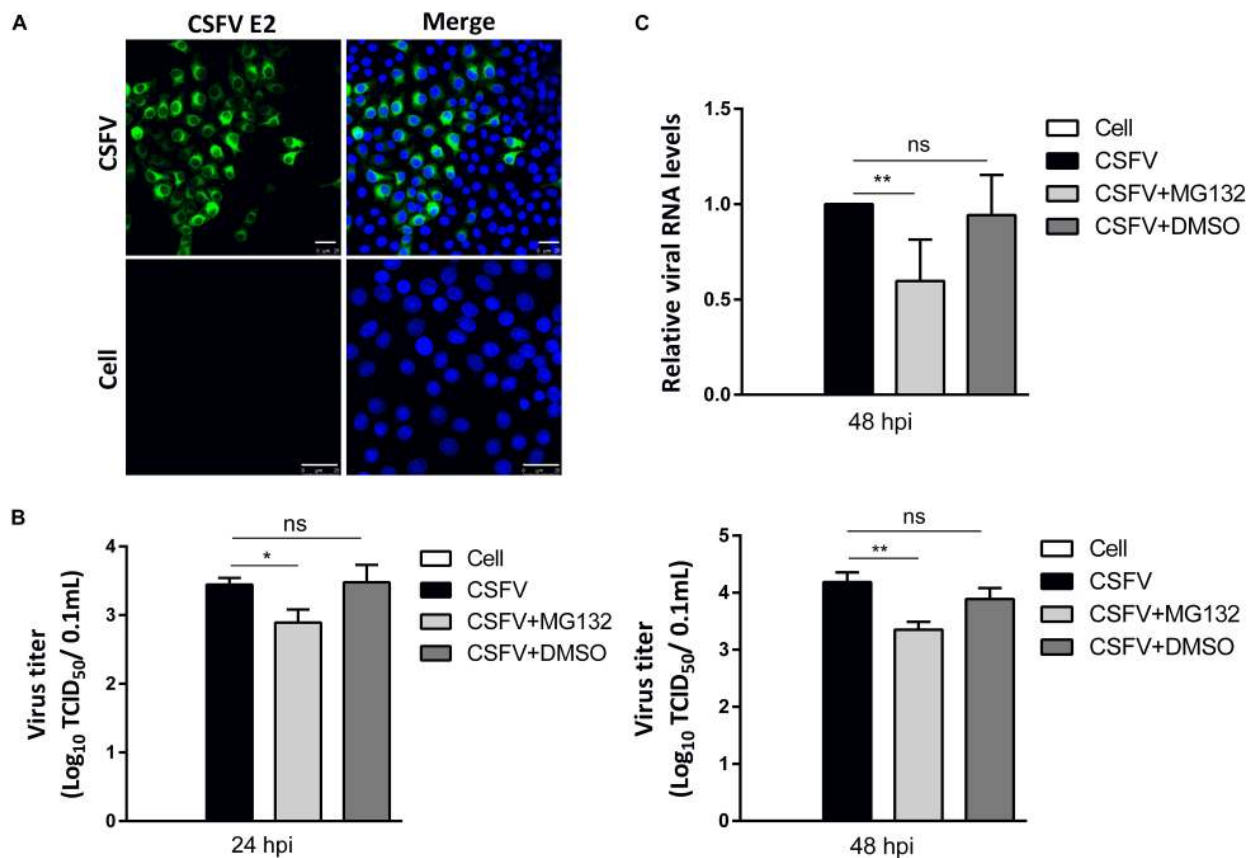 A
CSFV E2
Merge
CSFV
Cell
C
Relative viral RNA levels
1.5
1.0
0.5
0.0
ns
**
48 hpi
Cell
CSFV
CSFV+MG132
CSFV+DMSO
B
Virus titer
(Log10 TCID50/ 0.1mL)
4
3
2
1
0
ns
*
24 hpi
Cell
CSFV
CSFV+MG132
CSFV+DMSO
Virus titer
(Log10 TCID50/ 0.1mL)
5
4
3
2
1
0
ns
**
48 hpi
Cell
CSFV
CSFV+MG132
CSFV+DMSO